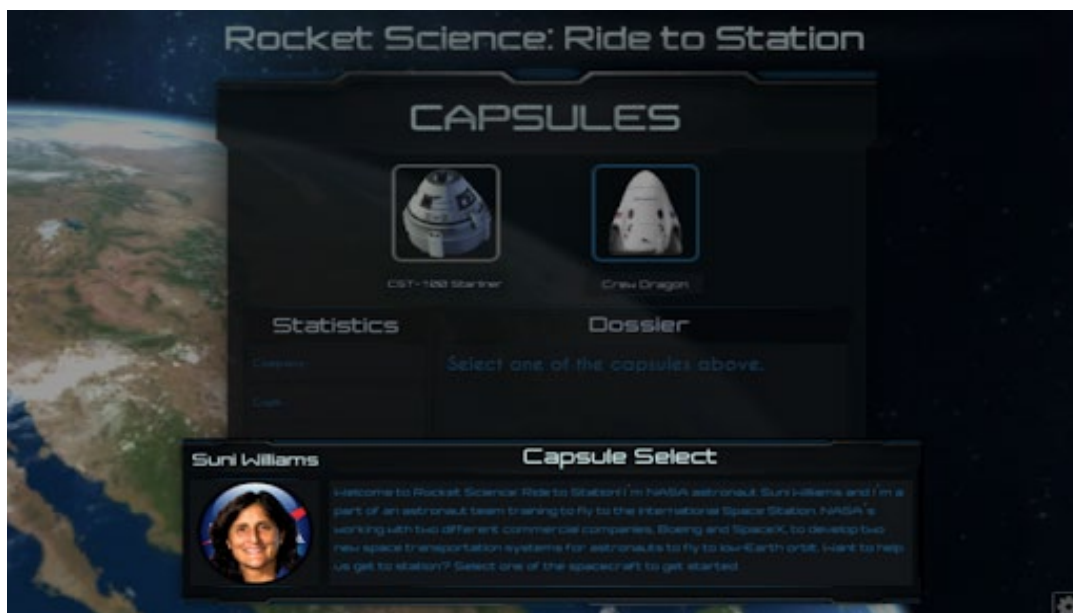 Rocket Science: Ride to Station
CAPSULES
CST-100 Starliner
Crew Dragon
Statistics
Dossier
Company:
Select one of the capsules above.
Crew:
Suni Williams
Capsule Select
Welcome to Rocket Science: Ride to Station! I'm NASA astronaut Suni Williams and I'm a
part of an astronaut team training to fly to the International Space Station. NASA's
working with two different commercial companies, Boeing and SpaceX, to develop two
new space transportation systems for astronauts to fly to low-Earth orbit. Want to help
us get to station? Select one of the spacecraft to get started.